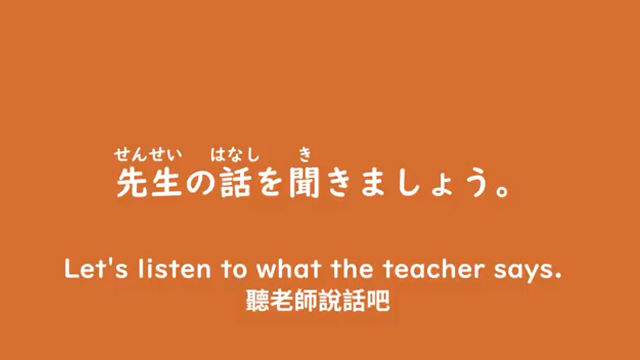 せんせい はなし き
先生の話を聞きましょう。
Let's listen to what the teacher says.
聽老師說話吧